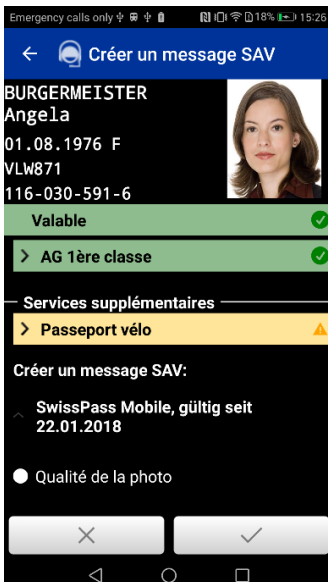 Emergency calls only 18% 15:26
Créer un message SAV
BURGERMEISTER
Angela
01.08.1976 F
VLW871
116-030-591-6
Valable
AG 1ère classe
Services supplémentaires
Passeport vélo
Créer un message SAV:
SwissPass Mobile, gültig seit
22.01.2018
Qualité de la photo